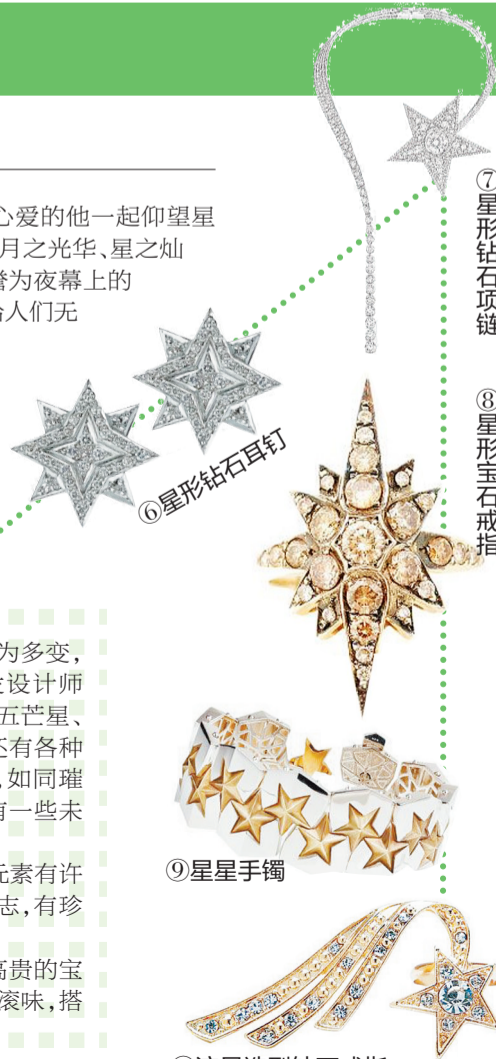 心爱的他一起仰望星
月之光华、星之灿
誉为夜幕上的
给人们无
⑦星形钻石项链
⑥星形钻石耳钉
⑧星形宝石戒指
为多变，
设计师
五芒星、
还有各种
，如同璀
有一些未
⑨星星手镯
元素有许
志，有珍
高贵的宝
滚味，搭